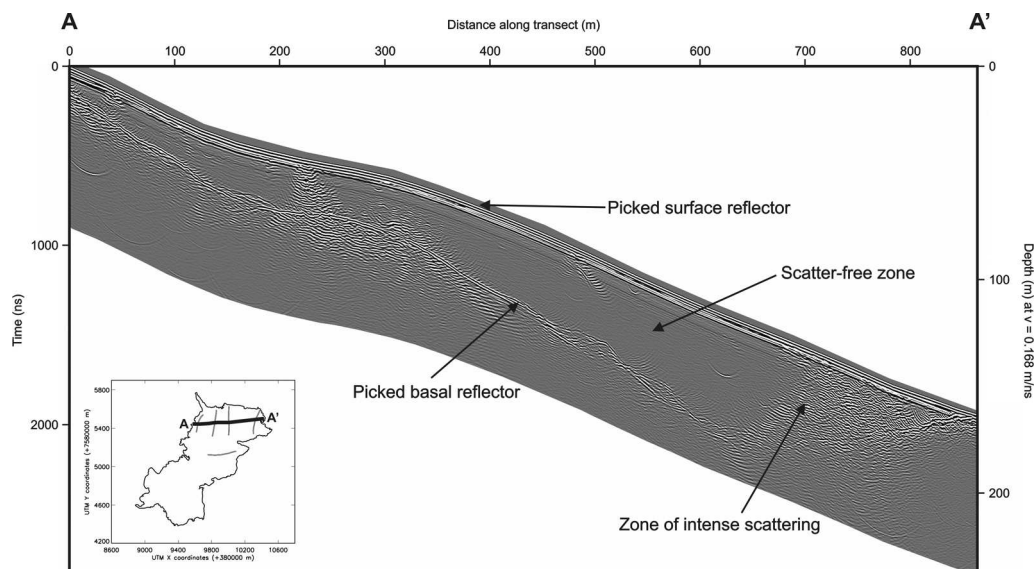 A
Distance along transect (m)
A’
0 100 200 300 400 500 600 700 800
0
1000
2000
Time (ns)
0
100
200
Depth (m) at v = 0.168 m/ns
Picked surface reflector
Scatter-free zone
Picked basal reflector
Zone of intense scattering
5800
5400
5000
4600
4200
UTM Y coordinates (+7580000 m)
A
A’
8600 9000 9400 9800 10200 10600
UTM X coordinates (+380000 m)